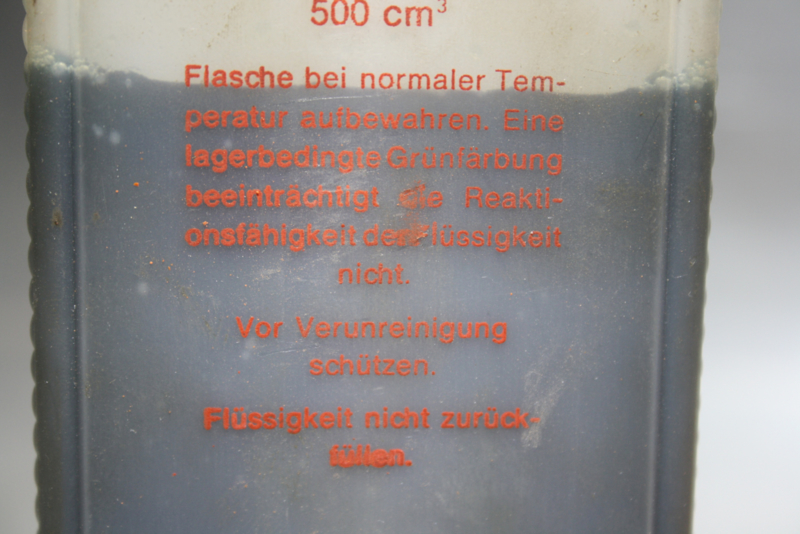 500 cm³
Flasche bei normaler Tem-
peratur aufbewahren. Eine
lagerbedingte Grünfärbung
beeinträchtigt die Reakti-
onsfähigkeit der Flüssigkeit
nicht.
Vor Verunreinigung
schützen.
Flüssigkeit nicht zurück-
füllen.